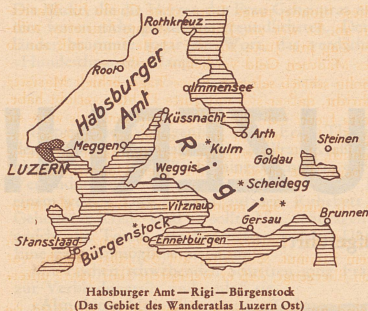 Rothkreuz
Root
Habsburger
Amt
Immensee
Küssnacht
Meggen
Arth
Kulm
Steinen
Goldau
LUZERN
Weggis
Rigi
Scheidegg
Vitznau
Gersau
Brunnen
Stansstaad
Bürgenstock
Ennetbürgen
Habsburger Amt—Rigi—Bürgenstock
(Das Gebiet des Wanderatlas Luzern Ost)